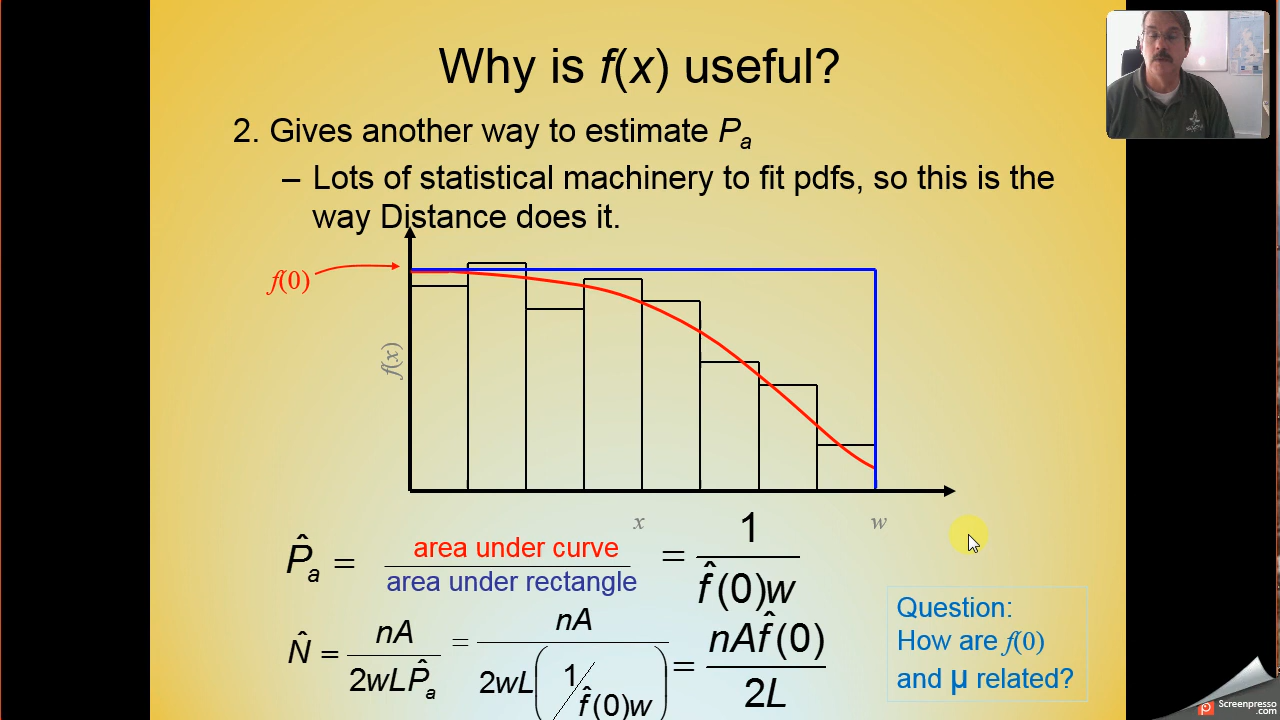 Why is f(x) useful?
2. Gives another way to estimate Pₐ
– Lots of statistical machinery to fit pdfs, so this is the
way Distance does it.
f(0)
f(x)
x
w
P̂ₐ = area under curve / area under rectangle = 1 / f̂(0)w
N̂ = nA / 2wLP̂ₐ = nA / 2wL(1/f̂(0)w) = nAf̂(0) / 2L
Question:
How are f(0)
and μ related?
Screenpresso
.com